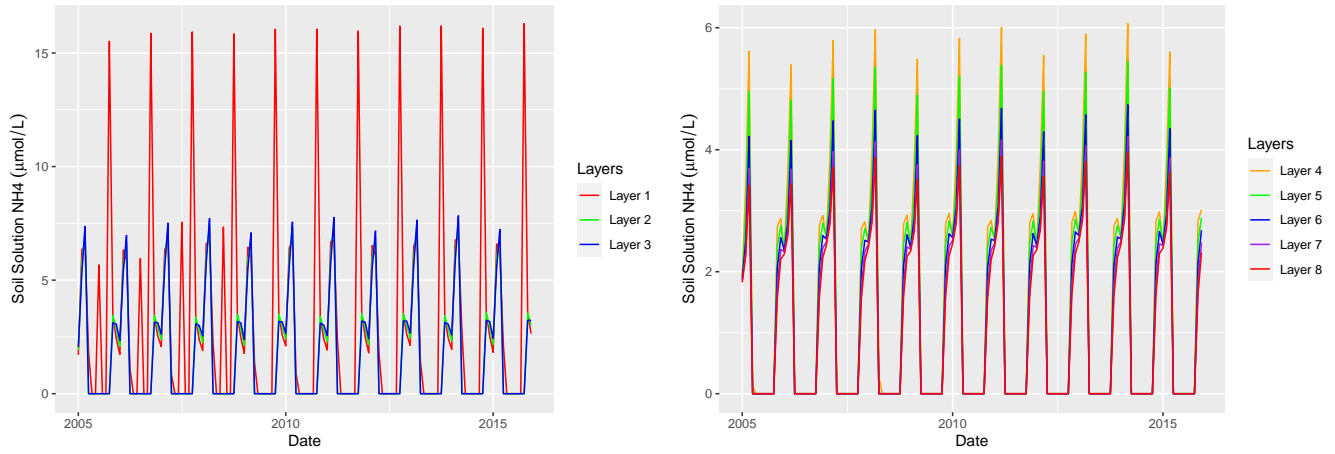 Soil Solution NH4 (μmol/L)
15
10
5
0
2005
2010
2015
Date
Layers
Layer 1
Layer 2
Layer 3
Soil Solution NH4 (μmol/L)
6
4
2
0
2005
2010
2015
Date
Layers
Layer 4
Layer 5
Layer 6
Layer 7
Layer 8